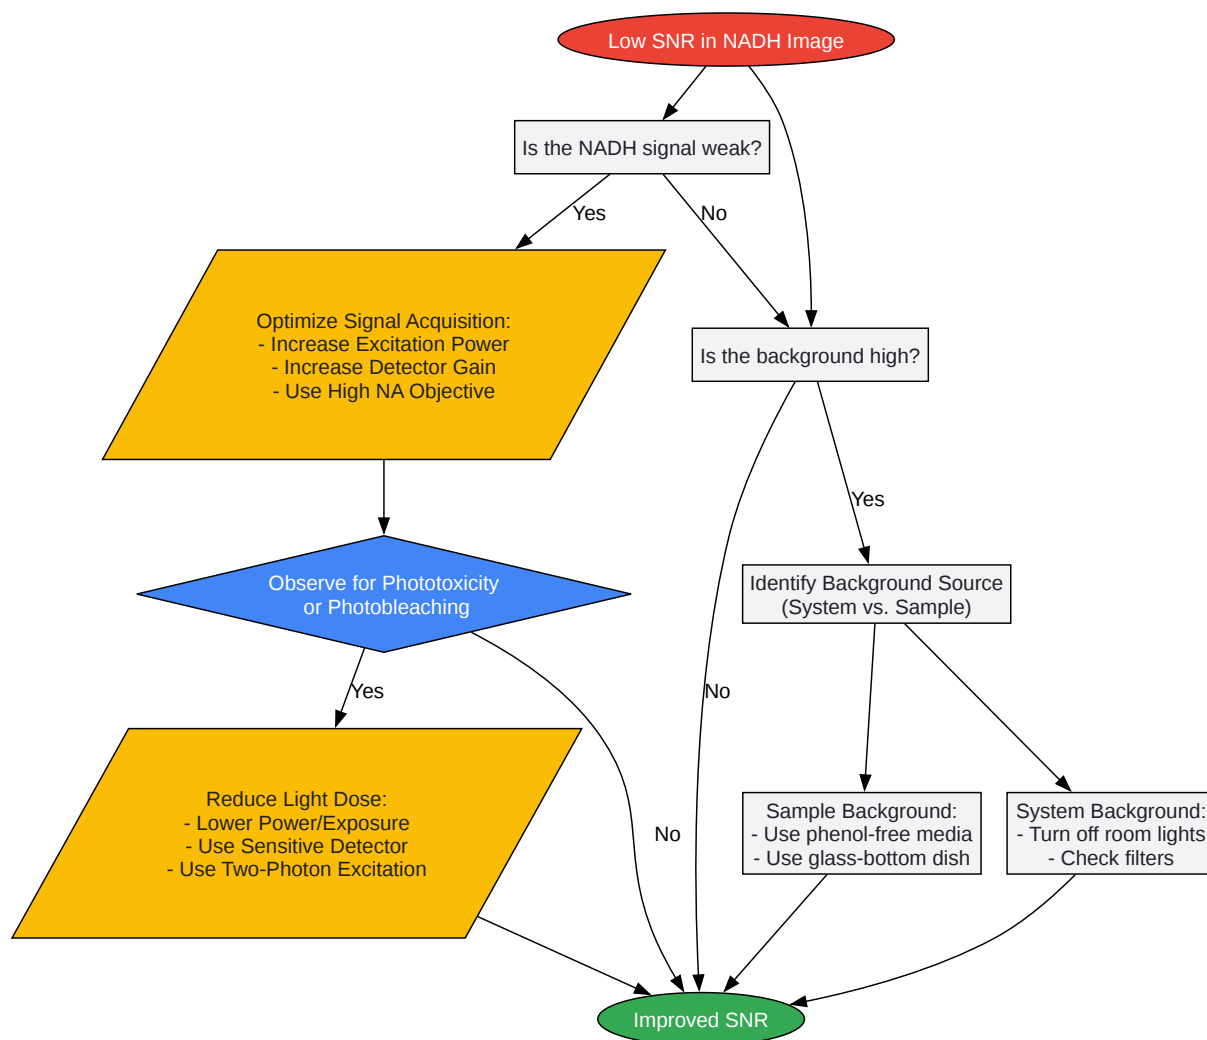 Low SNR in NADH Image
Is the NADH signal weak?
Yes
No
Optimize Signal Acquisition:
- Increase Excitation Power
- Increase Detector Gain
- Use High NA Objective
Is the background high?
Yes
Observe for Phototoxicity
or Photobleaching
Identify Background Source
(System vs. Sample)
Yes
No
Reduce Light Dose:
- Lower Power/Exposure
- Use Sensitive Detector
- Use Two-Photon Excitation
No
Sample Background:
- Use phenol-free media
- Use glass-bottom dish
System Background:
- Turn off room lights
- Check filters
Improved SNR